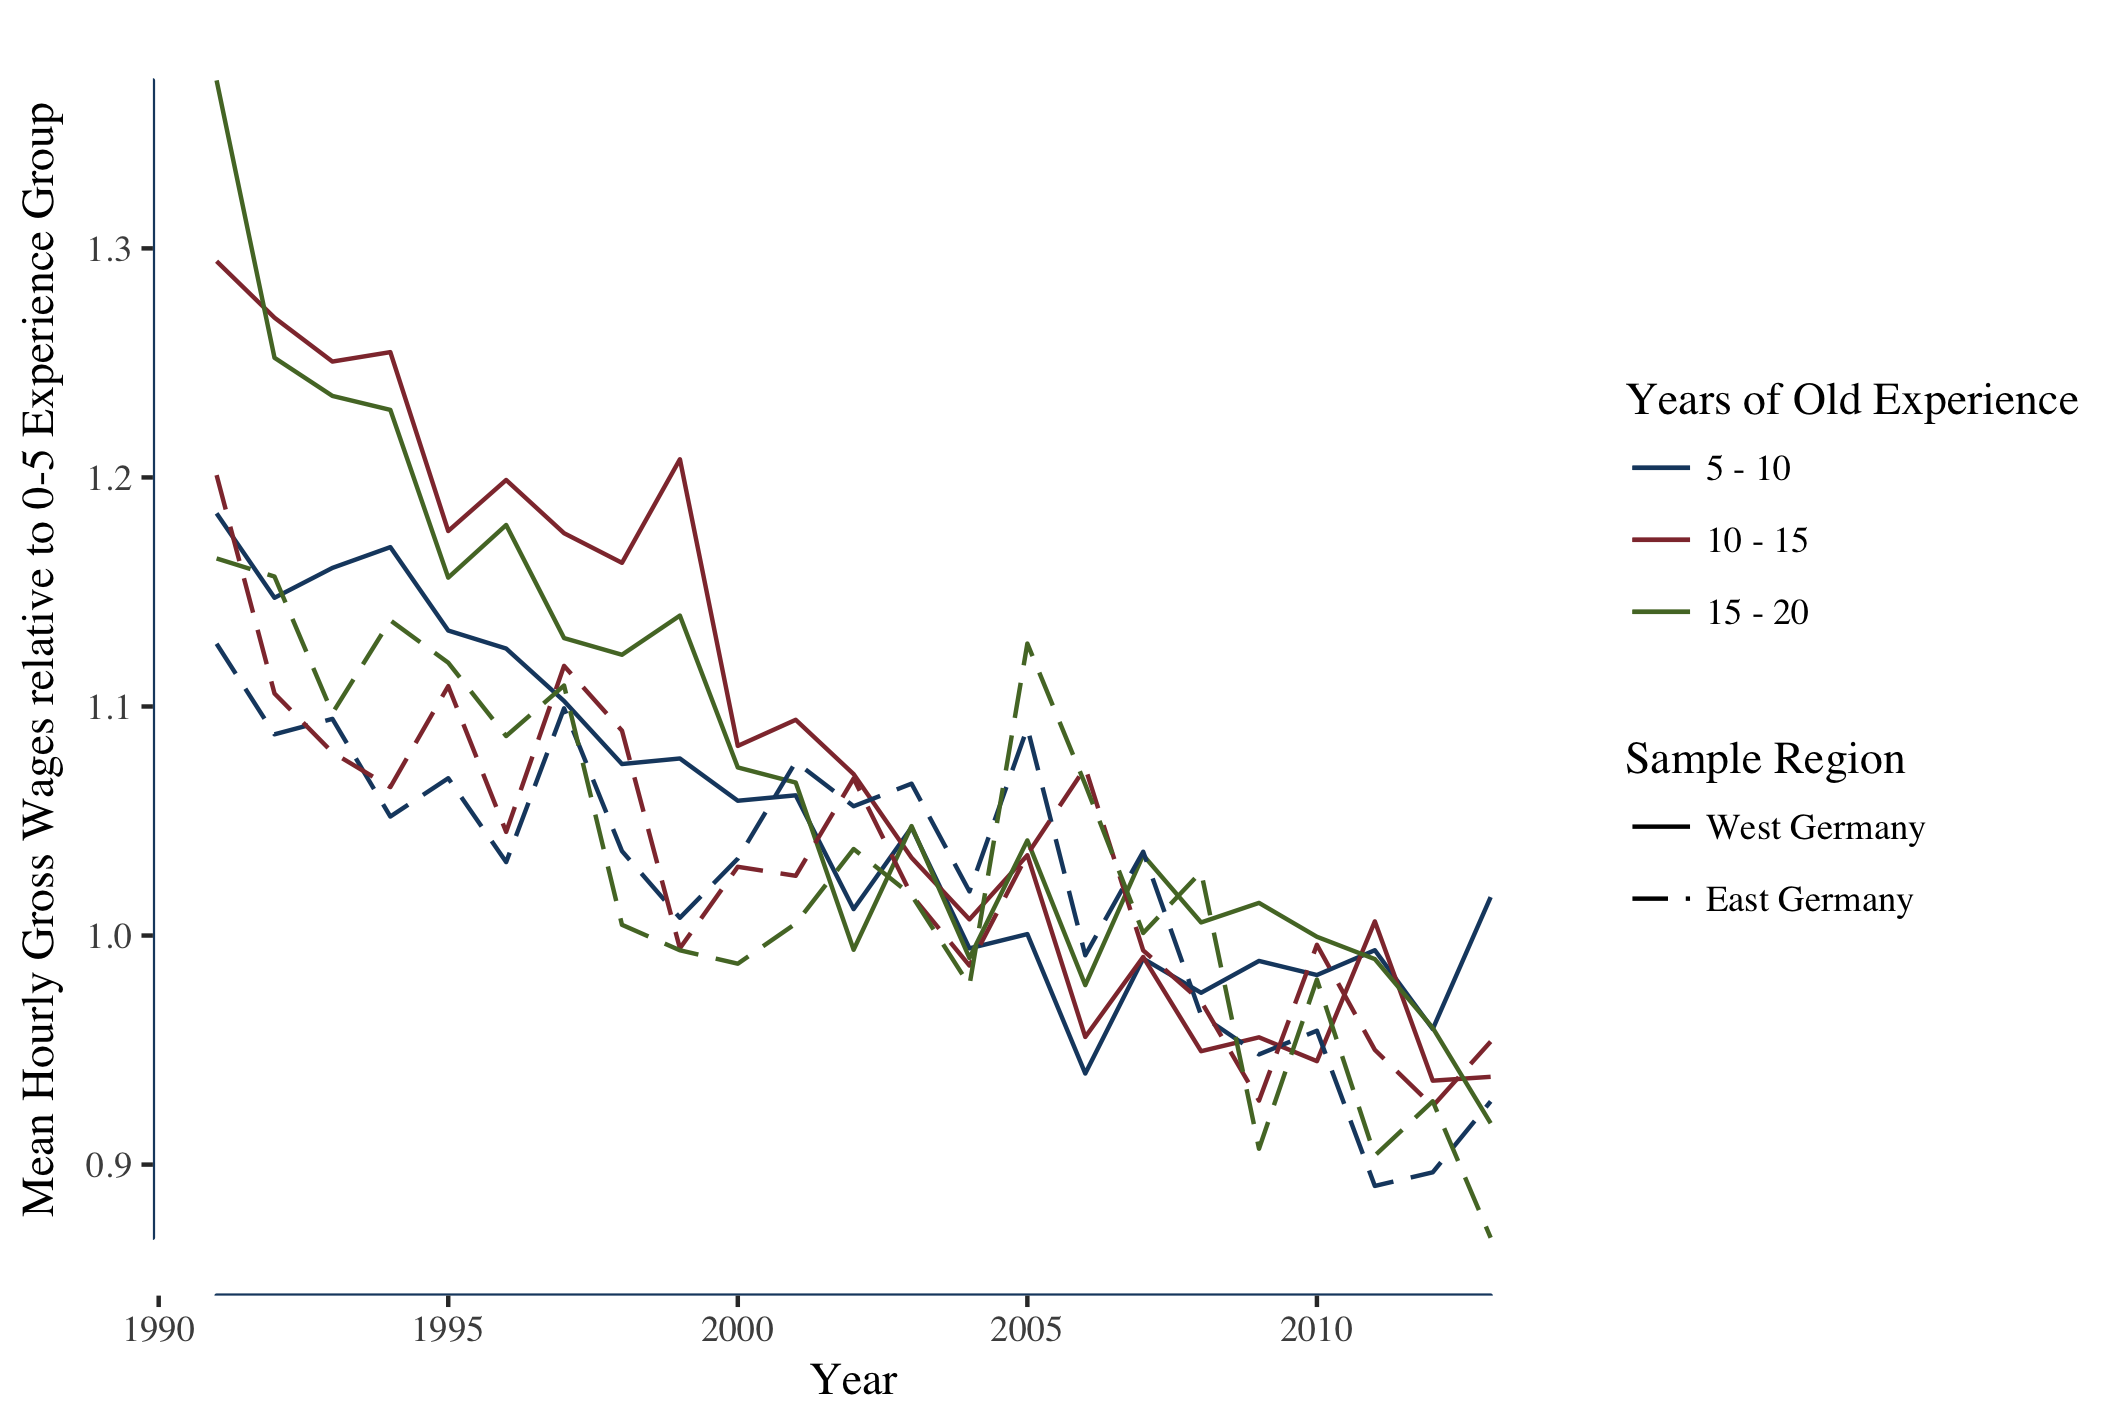 Mean Hourly Gross Wages relative to 0-5 Experience Group
1.3
1.2
1.1
1.0
0.9
1990 1995 2000 2005 2010
Year
Years of Old Experience
5 - 10
10 - 15
15 - 20
Sample Region
West Germany
East Germany